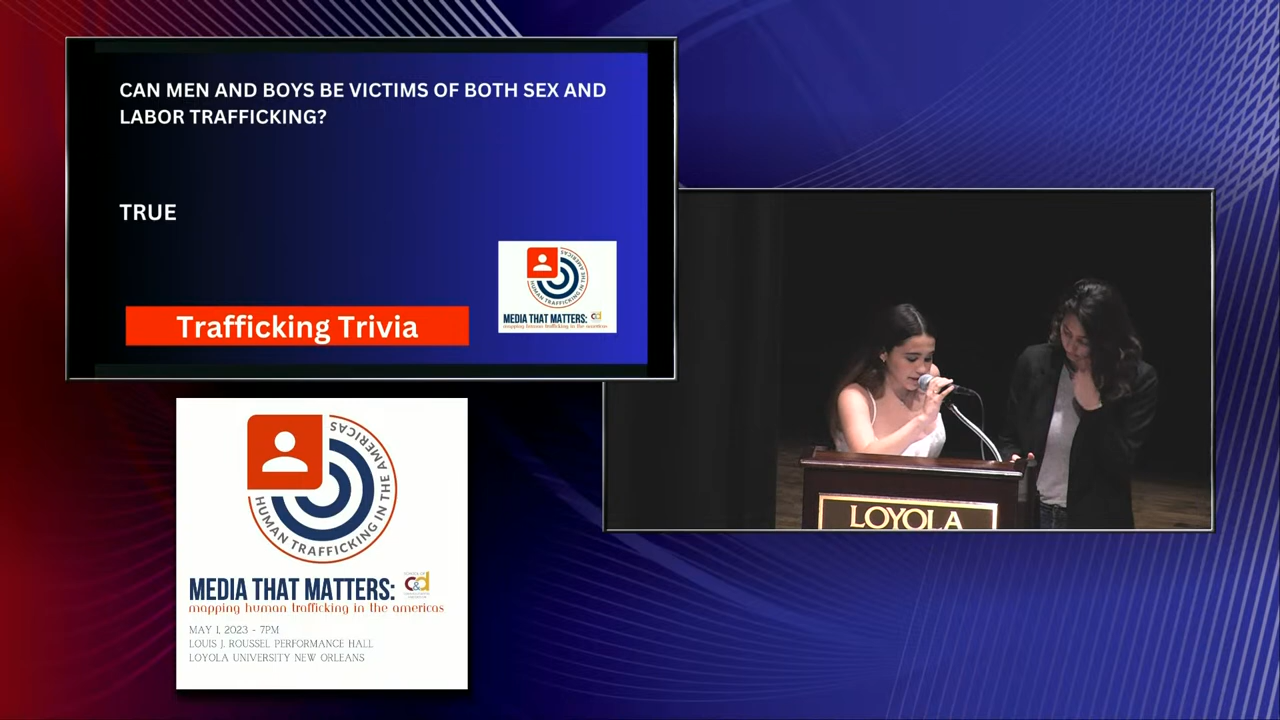 CAN MEN AND BOYS BE VICTIMS OF BOTH SEX AND
LABOR TRAFFICKING?
TRUE
Trafficking Trivia
HUMAN TRAFFICKING IN THE AMERICAS
MEDIA THAT MATTERS: c&d
mapping human trafficking in the americas
LOYOLA
HUMAN TRAFFICKING IN THE AMERICAS
MEDIA THAT MATTERS: c&d
mapping human trafficking in the americas
MAY 1, 2023 - 7PM
LOUIS J. ROUSSEL PERFORMANCE HALL
LOYOLA UNIVERSITY NEW ORLEANS